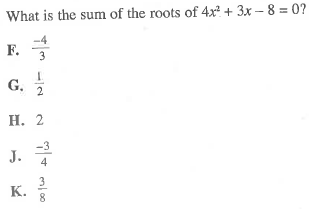 What is the sum of the roots of 4x² + 3x – 8 = 0?
F. -4/3
G. 1/2
H. 2
J. -3/4
K. 3/8